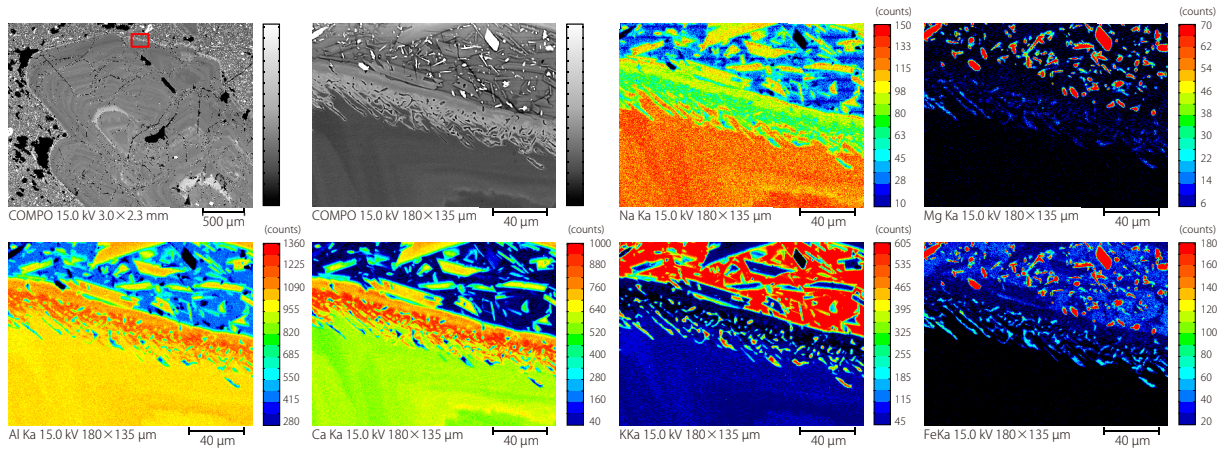 (counts)
150
133
115
98
80
63
45
28
10
(counts)
70
62
54
46
38
30
22
14
6
COMPO 15.0 kV 3.0×2.3 mm
500 μm
COMPO 15.0 kV 180×135 μm
40 μm
Na Ka 15.0 kV 180×135 μm
40 μm
Mg Ka 15.0 kV 180×135 μm
40 μm
(counts)
1360
1225
1090
955
820
685
550
415
280
(counts)
1000
880
760
640
520
400
280
160
40
(counts)
605
535
465
395
325
255
185
115
45
(counts)
180
160
140
120
100
80
60
40
20
Al Ka 15.0 kV 180×135 μm
40 μm
Ca Ka 15.0 kV 180×135 μm
40 μm
KKa 15.0 kV 180×135 μm
40 μm
FeKa 15.0 kV 180×135 μm
40 μm